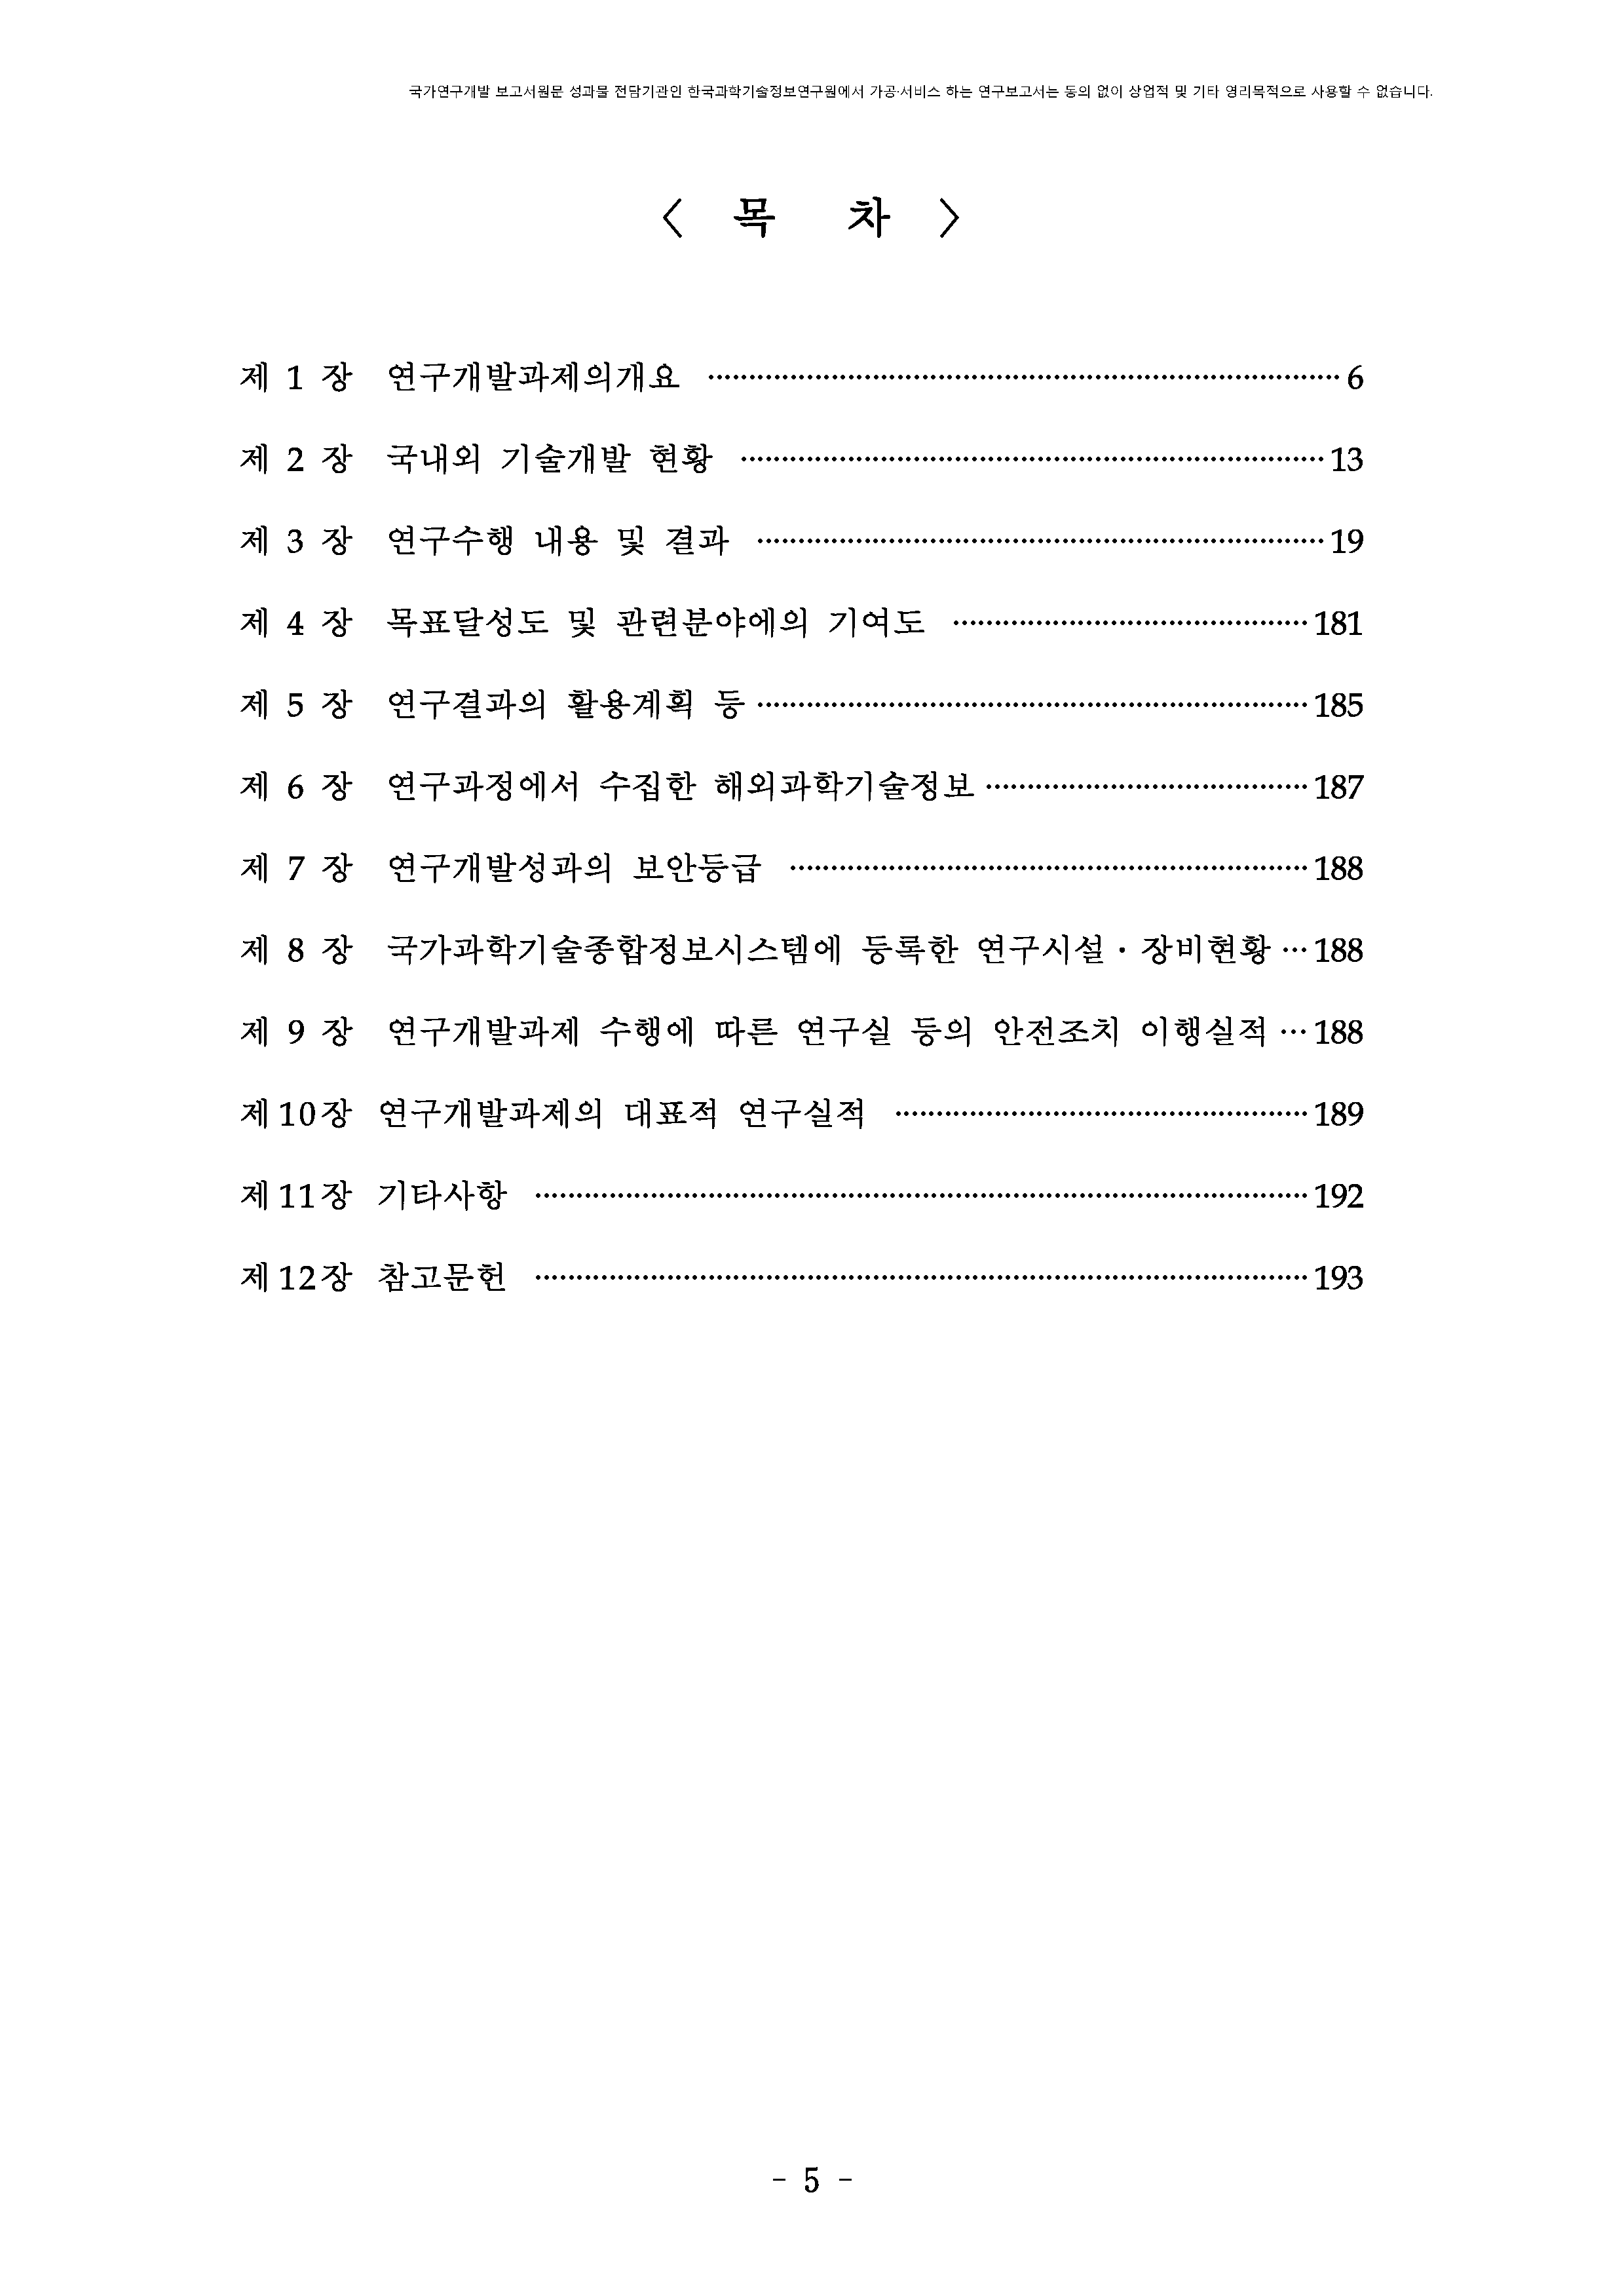 국가연구개발 보고서원문 성과물 전담기관인 한국과학기술정보연구원에서 가공·서비스 하는 연구보고서는 동의 없이 상업적 및 기타 영리목적으로 사용할 수 없습니다.
〈 목 차 〉
제 1 장 연구개발과제의개요 ⋯⋯⋯⋯⋯⋯⋯⋯⋯⋯⋯⋯⋯⋯⋯⋯⋯⋯⋯⋯⋯⋯ 6
제 2 장 국내외 기술개발 현황 ⋯⋯⋯⋯⋯⋯⋯⋯⋯⋯⋯⋯⋯⋯⋯⋯⋯⋯⋯⋯ 13
제 3 장 연구수행 내용 및 결과 ⋯⋯⋯⋯⋯⋯⋯⋯⋯⋯⋯⋯⋯⋯⋯⋯⋯⋯⋯ 19
제 4 장 목표달성도 및 관련분야에의 기여도 ⋯⋯⋯⋯⋯⋯⋯⋯⋯⋯⋯⋯ 181
제 5 장 연구결과의 활용계획 등 ⋯⋯⋯⋯⋯⋯⋯⋯⋯⋯⋯⋯⋯⋯⋯⋯⋯⋯ 185
제 6 장 연구과정에서 수집한 해외과학기술정보 ⋯⋯⋯⋯⋯⋯⋯⋯⋯⋯ 187
제 7 장 연구개발성과의 보안등급 ⋯⋯⋯⋯⋯⋯⋯⋯⋯⋯⋯⋯⋯⋯⋯⋯⋯ 188
제 8 장 국가과학기술종합정보시스템에 등록한 연구시설·장비현황 ⋯ 188
제 9 장 연구개발과제 수행에 따른 연구실 등의 안전조치 이행실적 ⋯ 188
제10장 연구개발과제의 대표적 연구실적 ⋯⋯⋯⋯⋯⋯⋯⋯⋯⋯⋯⋯⋯ 189
제11장 기타사항 ⋯⋯⋯⋯⋯⋯⋯⋯⋯⋯⋯⋯⋯⋯⋯⋯⋯⋯⋯⋯⋯⋯⋯⋯ 192
제12장 참고문헌 ⋯⋯⋯⋯⋯⋯⋯⋯⋯⋯⋯⋯⋯⋯⋯⋯⋯⋯⋯⋯⋯⋯⋯⋯ 193
- 5 -